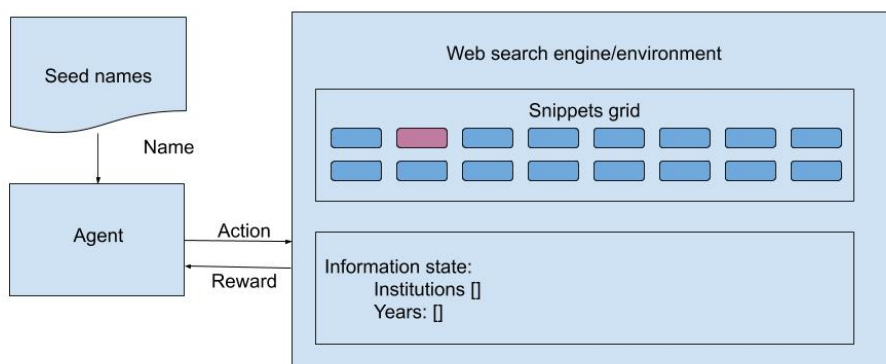 Seed names
Name
Agent
Action
Reward
Web search engine/environment
Snippets grid
Information state:
Institutions []
Years: []